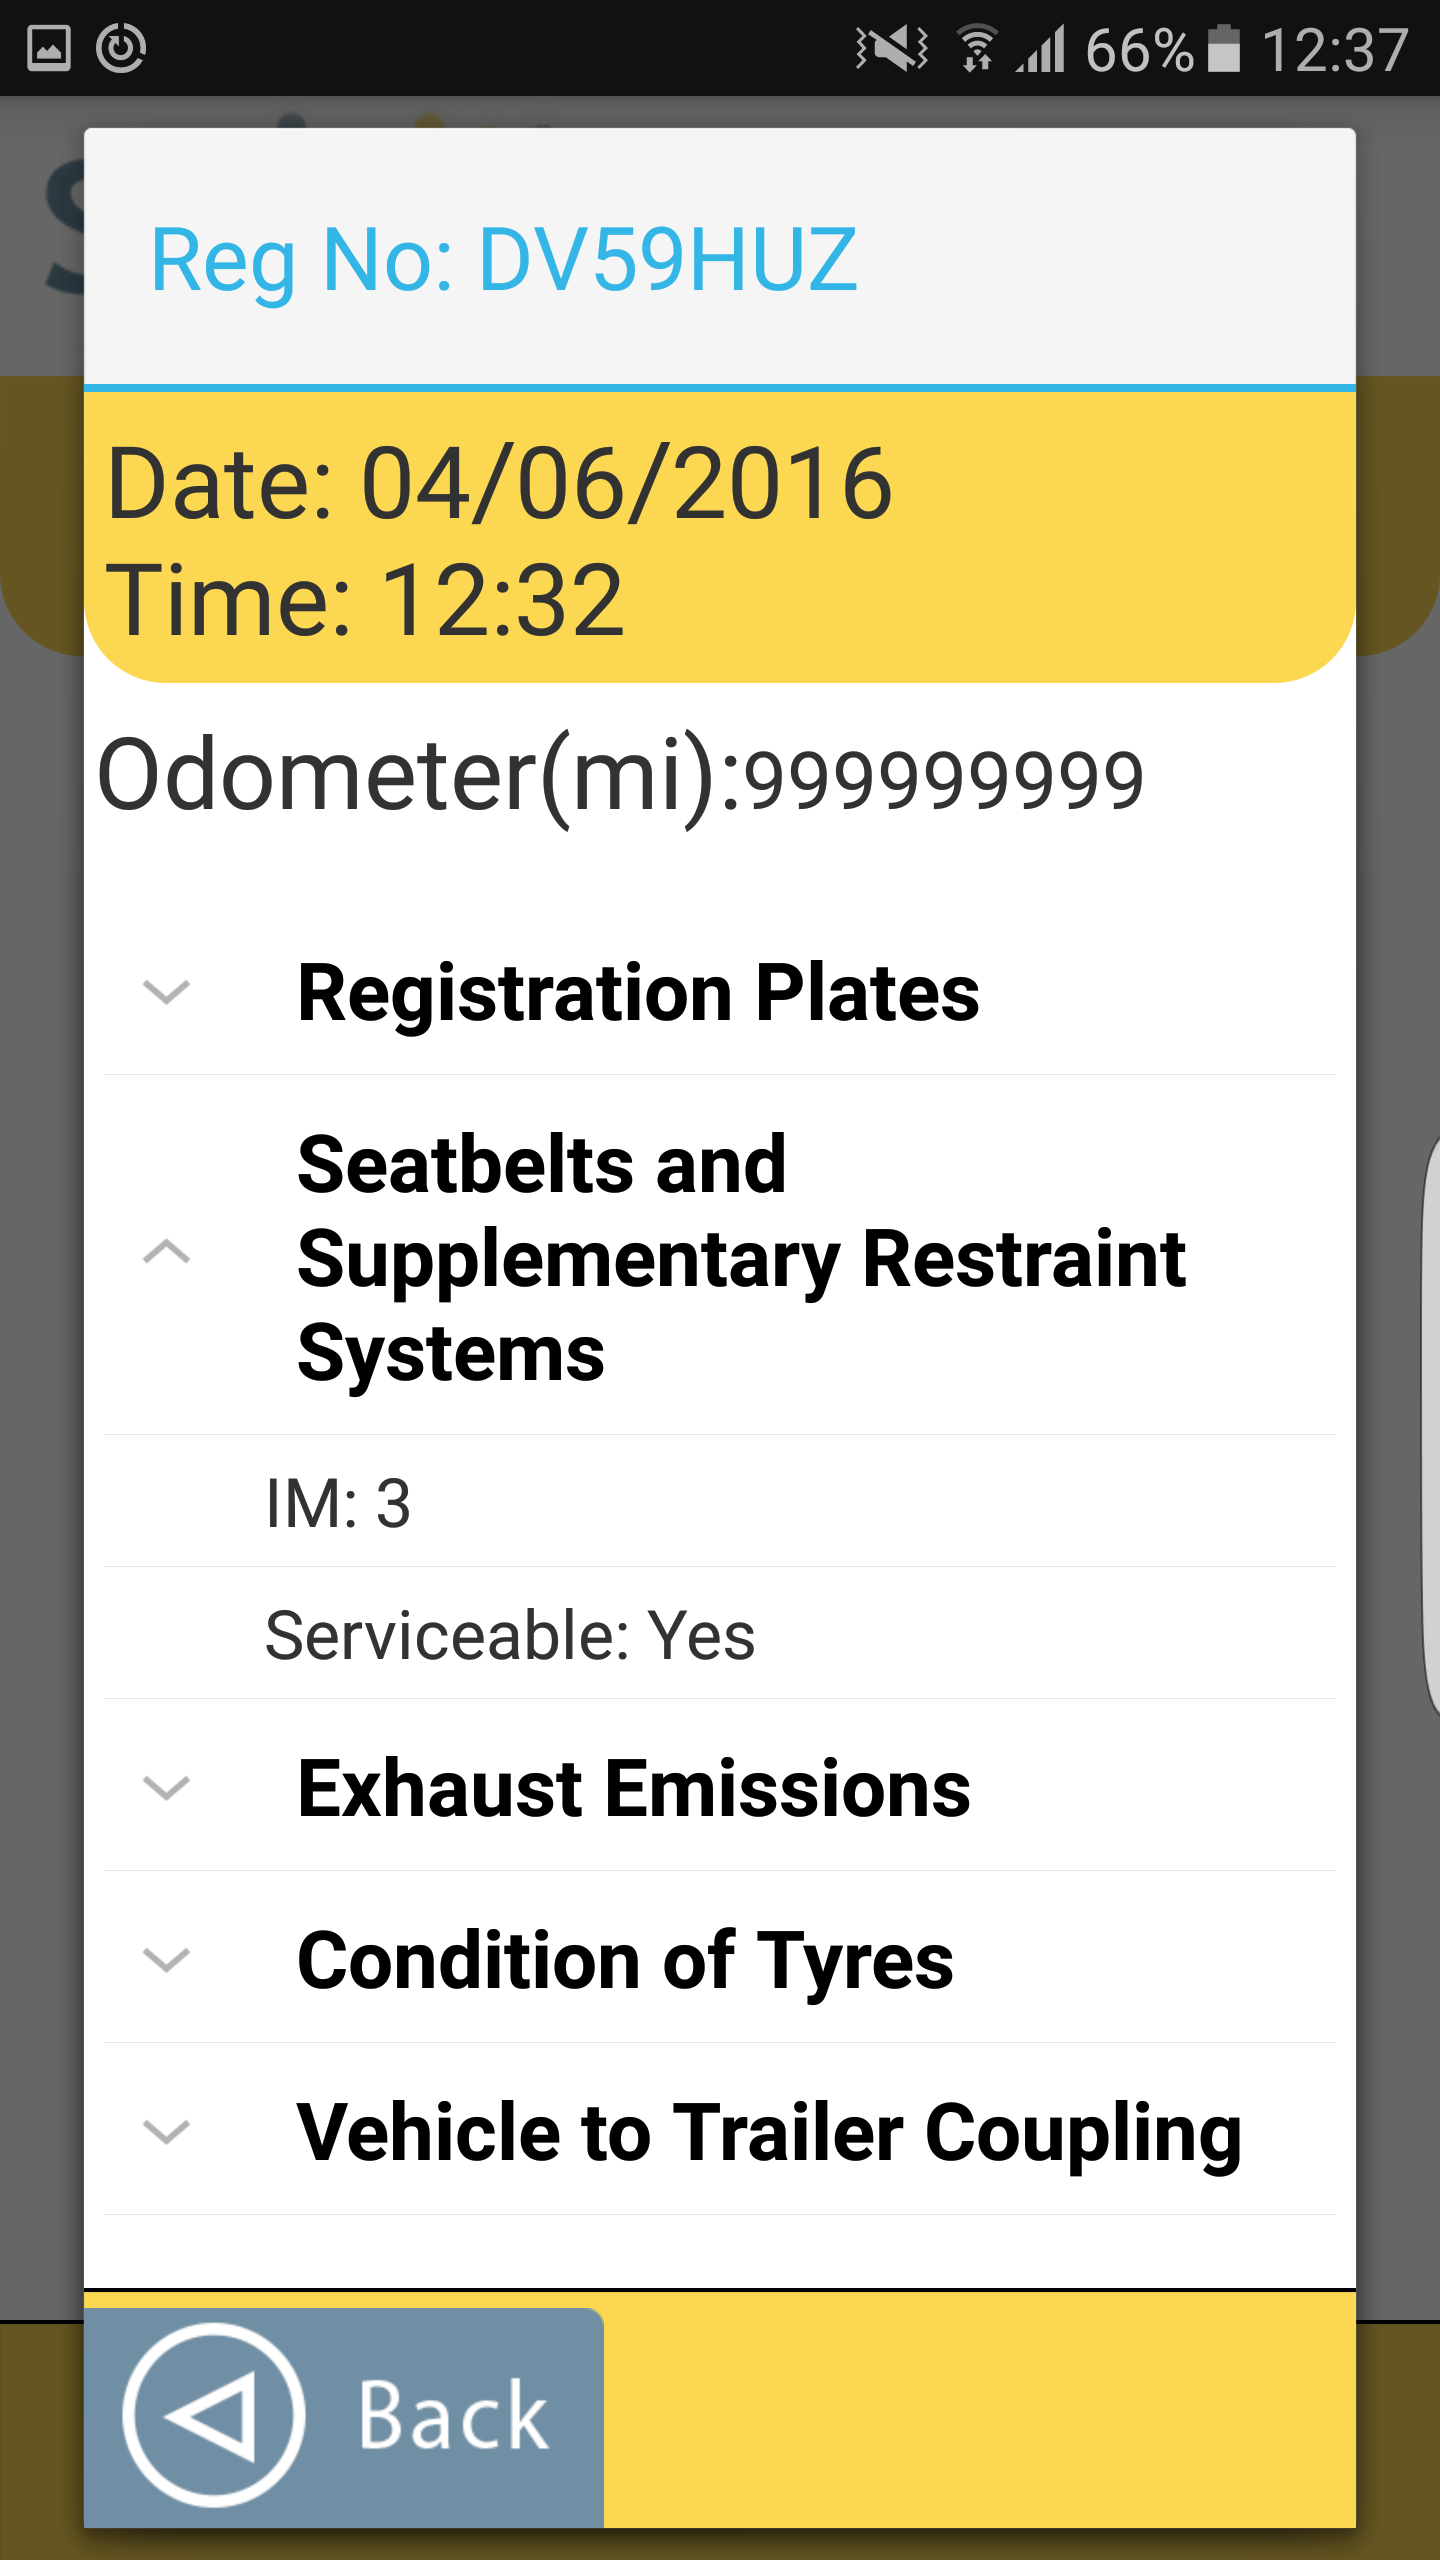 66% 12:37
Reg No: DV59HUZ
Date: 04/06/2016
Time: 12:32
Odometer(mi):999999999
Registration Plates
Seatbelts and
Supplementary Restraint
Systems
IM: 3
Serviceable: Yes
Exhaust Emissions
Condition of Tyres
Vehicle to Trailer Coupling
Back